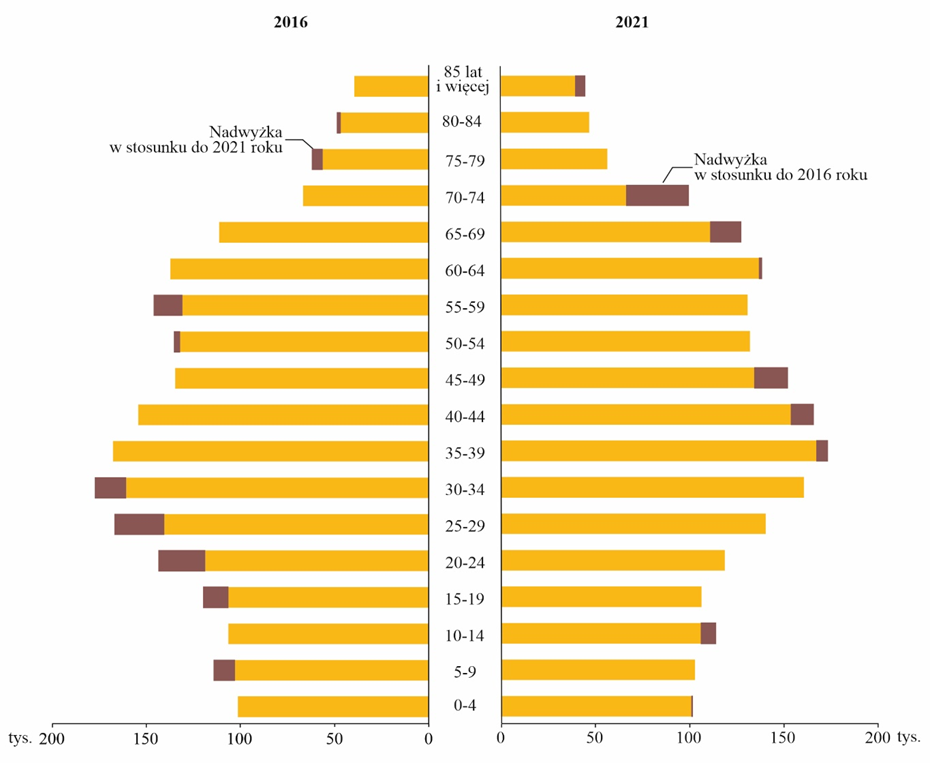 2016
2021
85 lat
i więcej
80-84
Nadwyżka
w stosunku do 2021 roku
75-79
Nadwyżka
w stosunku do 2016 roku
70-74
65-69
60-64
55-59
50-54
45-49
40-44
35-39
30-34
25-29
20-24
15-19
10-14
5-9
0-4
tys. 200 150 100 50 0
0 50 100 150 200 tys.